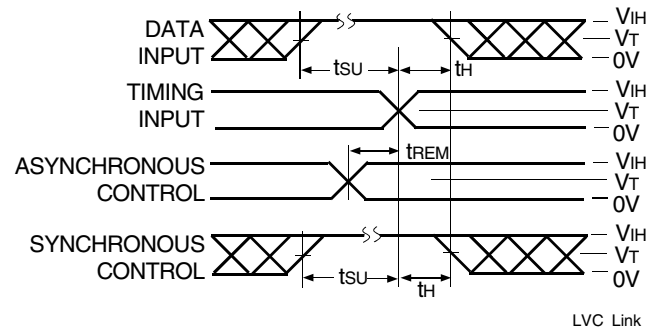 DATA
INPUT
tSU
tH
VIH
VT
0V
TIMING
INPUT
VIH
VT
0V
tREM
ASYNCHRONOUS
CONTROL
VIH
VT
0V
SYNCHRONOUS
CONTROL
tSU
tH
VIH
VT
0V
LVC Link